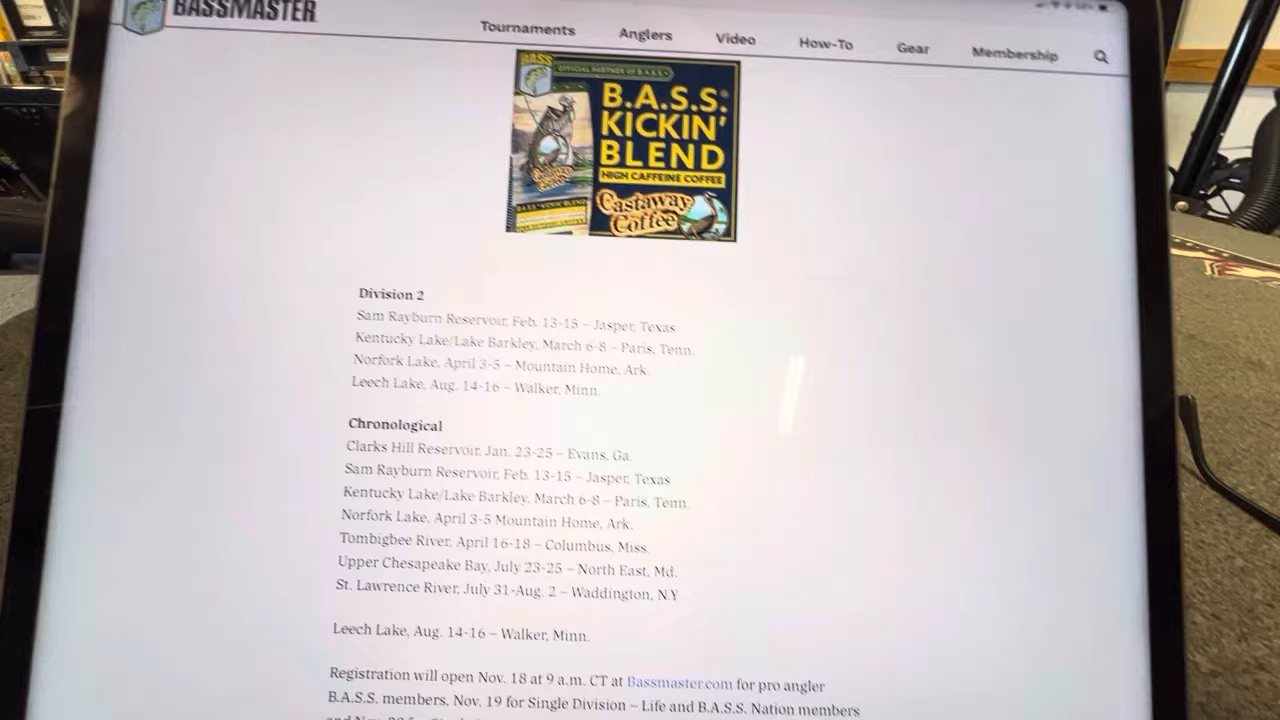 BASSMASTER
Tournaments Anglers Video How-To Gear Membership
BASS
OFFICIAL PARTNER OF B.A.S.S.
B.A.S.S.
KICKIN'
BLEND
HIGH CAFFEINE COFFEE
Castaway
Coffee
Division 2
Sam Rayburn Reservoir, Feb. 13-15 – Jasper, Texas
Kentucky Lake/Lake Barkley, March 6-8 – Paris, Tenn.
Norfork Lake, April 3-5 – Mountain Home, Ark.
Leech Lake, Aug. 14-16 – Walker, Minn.
Chronological
Clarks Hill Reservoir, Jan. 23-25 – Evans, Ga.
Sam Rayburn Reservoir, Feb. 13-15 – Jasper, Texas
Kentucky Lake/Lake Barkley, March 6-8 – Paris, Tenn.
Norfork Lake, April 3-5 Mountain Home, Ark.
Tombigbee River, April 16-18 – Columbus, Miss.
Upper Chesapeake Bay, July 23-25 – North East, Md.
St. Lawrence River, July 31-Aug. 2 – Waddington, N.Y
Leech Lake, Aug. 14-16 – Walker, Minn.
Registration will open Nov. 18 at 9 a.m. CT at Bassmaster.com for pro angler
B.A.S.S. members, Nov. 19 for Single Division – Life and B.A.S.S. Nation members